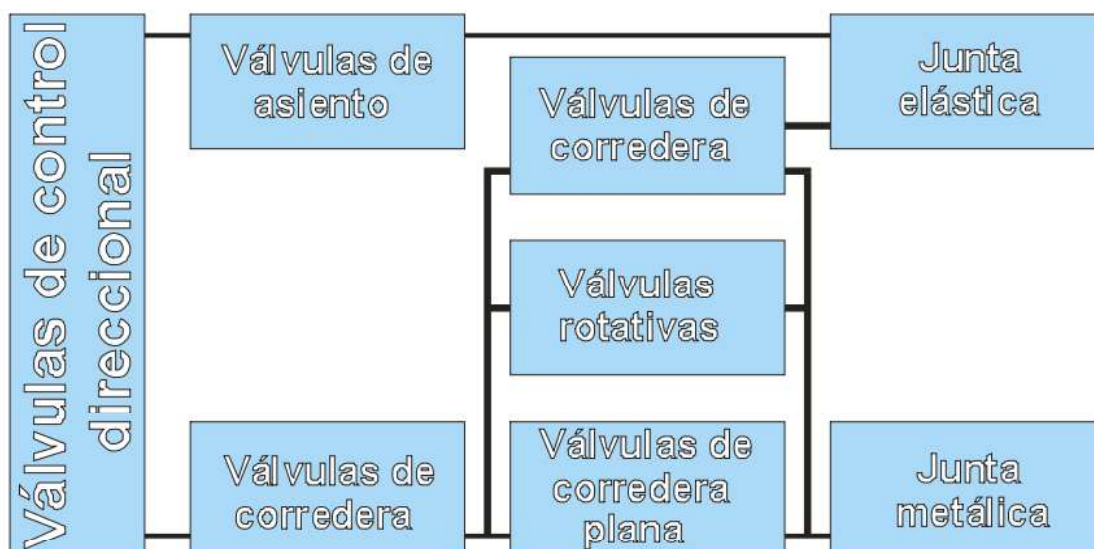 Válvulas de control
direccional
Válvulas de
asiento
Válvulas de
corredera
Válvulas de
corredera
Válvulas
rotativas
Válvulas de
corredera
plana
Junta
elástica
Junta
metálica